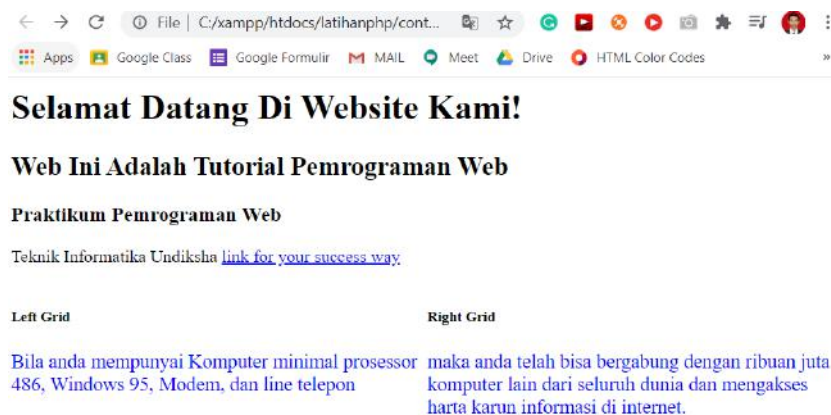 File | C:/xampp/htdocs/latihanphp/cont...
Apps Google Class Google Formulir MAIL Meet Drive HTML Color Codes »
Selamat Datang Di Website Kami!
Web Ini Adalah Tutorial Pemrograman Web
Praktikum Pemrograman Web
Teknik Informatika Undiksha link for your success way
Left Grid
Bila anda mempunyai Komputer minimal prosessor
486, Windows 95, Modem, dan line telepon
Right Grid
maka anda telah bisa bergabung dengan ribuan juta
komputer lain dari seluruh dunia dan mengakses
harta karun informasi di internet.